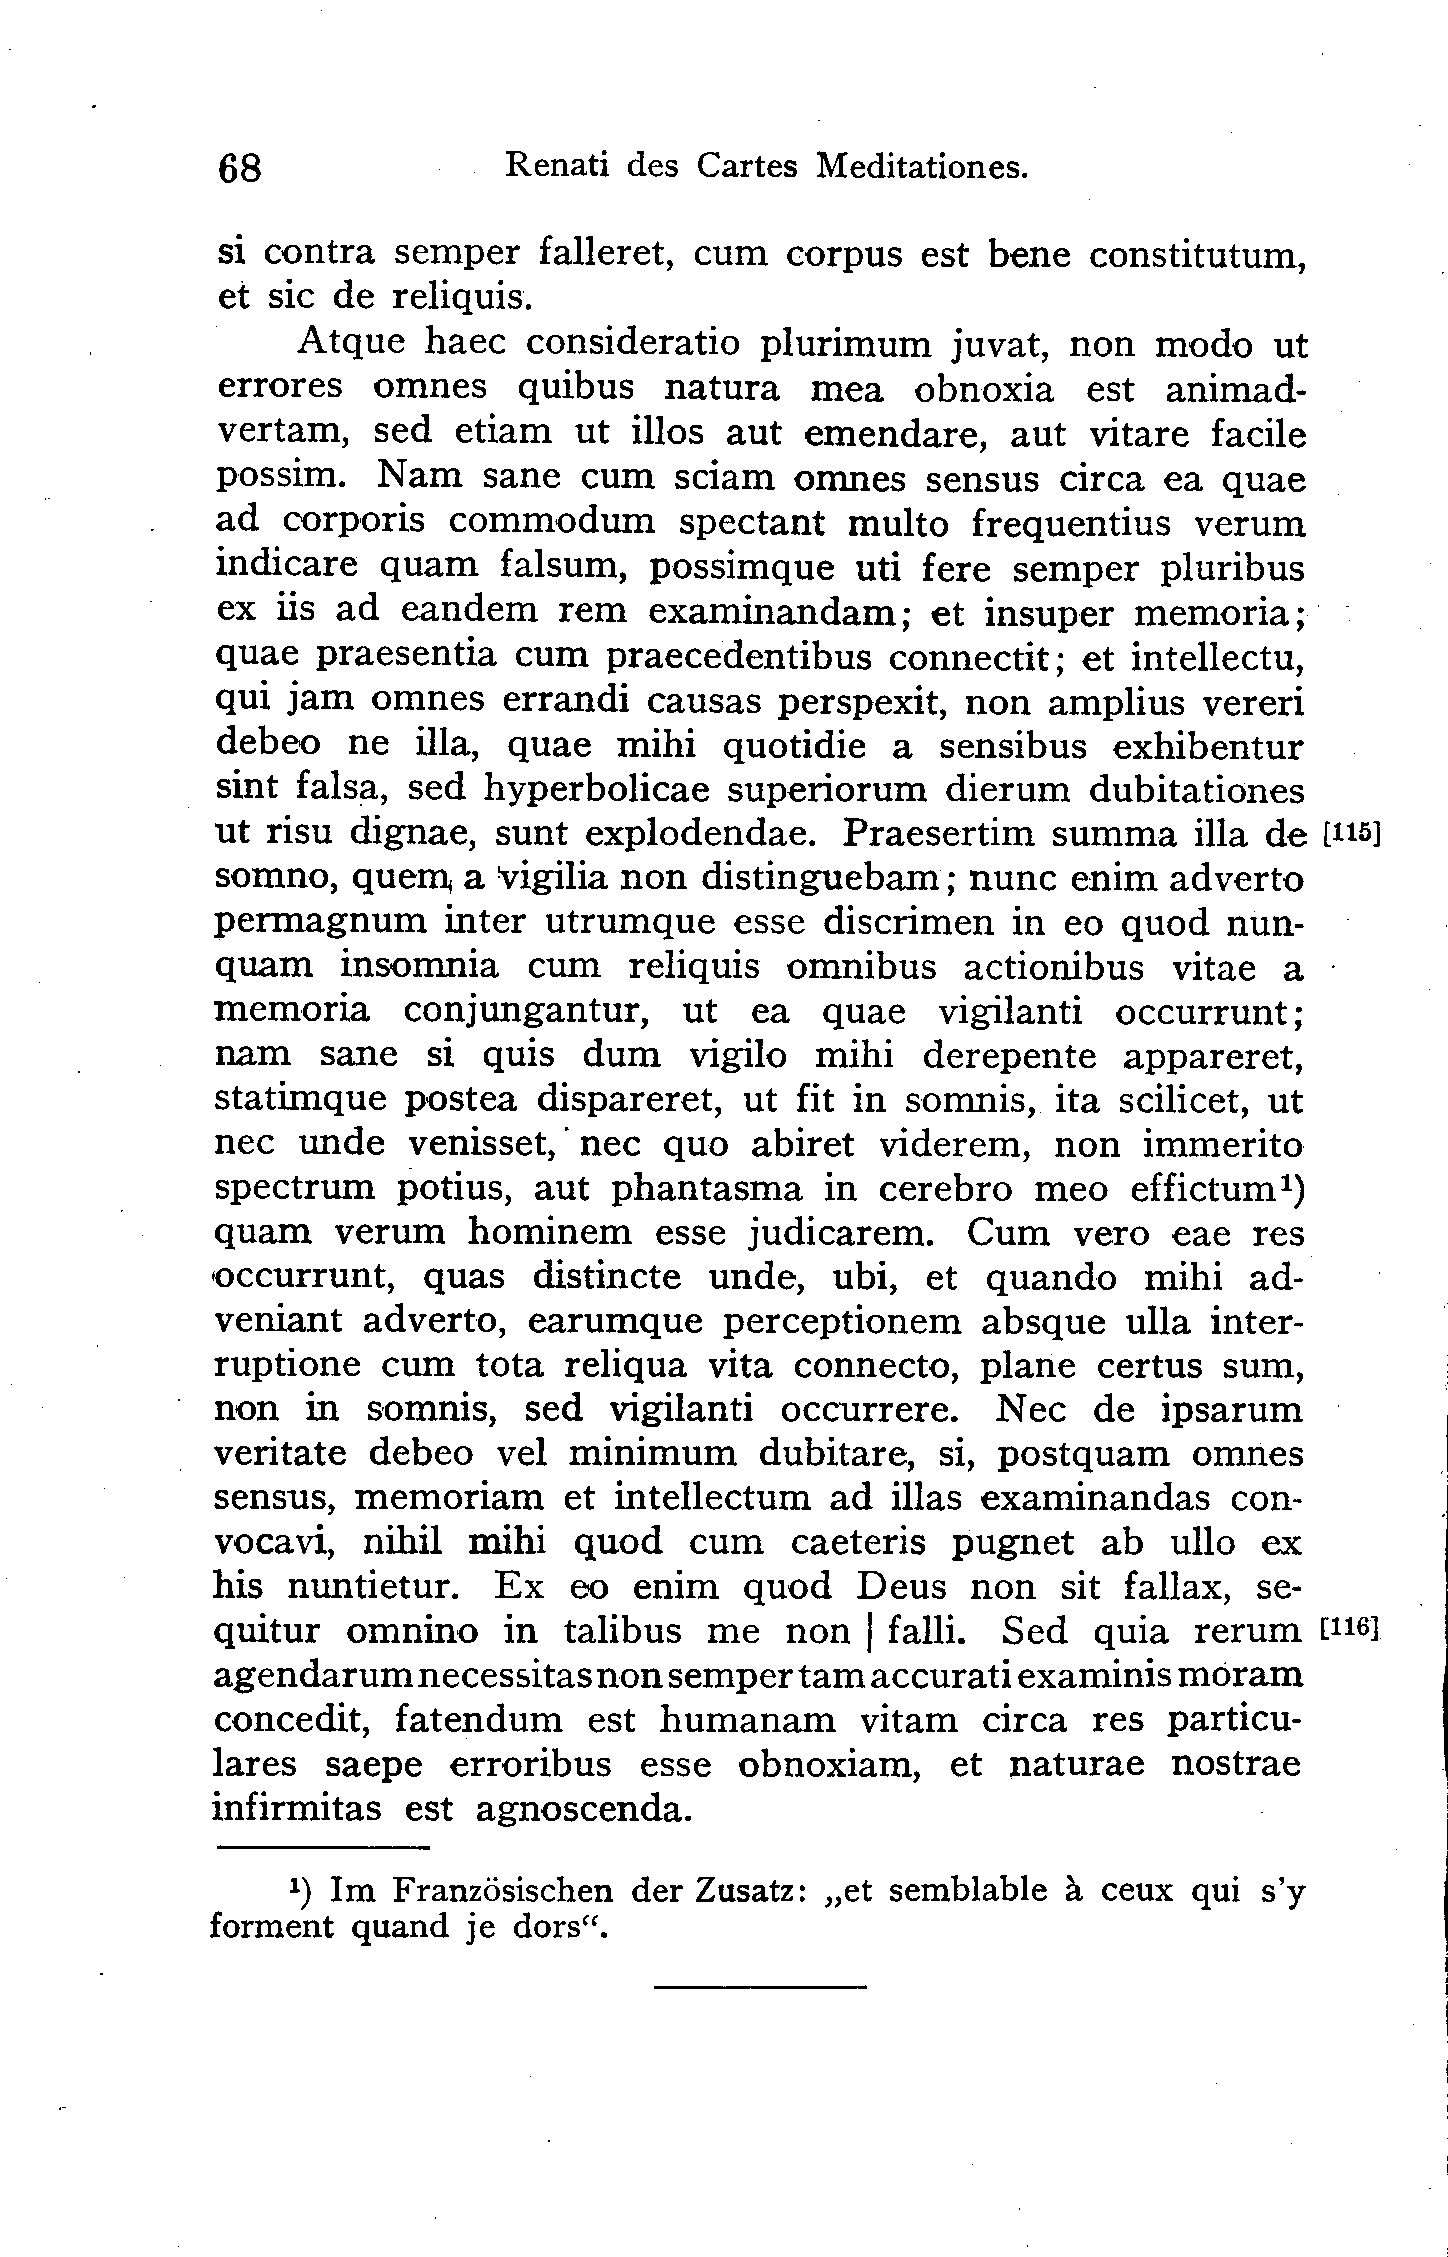 68 Renati des Cartes Meditationes.
si contra semper falleret, cum corpus est bene constitutum,
et sic de reliquis.
Atque haec consideratio plurimum juvat, non modo ut
errores omnes quibus natura mea obnoxia est animad-
vertam, sed etiam ut illos aut emendare, aut vitare facile
possim. Nam sane cum sciam omnes sensus circa ea quae
ad corporis commodum spectant multo frequentius verum
indicare quam falsum, possimque uti fere semper pluribus
ex iis ad eandem rem examinandam; et insuper memoria;
quae praesentia cum praecedentibus connectit; et intellectu,
qui jam omnes errandi causas perspexit, non amplius vereri
debeo ne illa, quae mihi quotidie a sensibus exhibentur
sint falsa, sed hyperbolicae superiorum dierum dubitationes
ut risu dignae, sunt explodendae. Praesertim summa illa de [115]
somno, quem, a vigilia non distinguebam; nunc enim adverto
permagnum inter utrumque esse discrimen in eo quod nun-
quam insomnia cum reliquis omnibus actionibus vitae a
memoria conjungantur, ut ea quae vigilanti occurrunt;
nam sane si quis dum vigilo mihi derepente appareret,
statimque postea dispareret, ut fit in somnis, ita scilicet, ut
nec unde venisset, nec quo abiret viderem, non immerito
spectrum potius, aut phantasma in cerebro meo effictum¹)
quam verum hominem esse judicarem. Cum vero eae res
occurrunt, quas distincte unde, ubi, et quando mihi ad-
veniant adverto, earumque perceptionem absque ulla inter-
ruptione cum tota reliqua vita connecto, plane certus sum,
non in somnis, sed vigilanti occurrere. Nec de ipsarum
veritate debeo vel minimum dubitare, si, postquam omnes
sensus, memoriam et intellectum ad illas examinandas con-
vocavi, nihil mihi quod cum caeteris pugnet ab ullo ex
his nuntietur. Ex eo enim quod Deus non sit fallax, se-
quitur omnino in talibus me non | falli. Sed quia rerum [116]
agendarum necessitas non semper tam accurati examinis moram
concedit, fatendum est humanam vitam circa res particu-
lares saepe erroribus esse obnoxiam, et naturae nostrae
infirmitas est agnoscenda.
¹) Im Französischen der Zusatz: „et semblable à ceux qui s'y
forment quand je dors“.